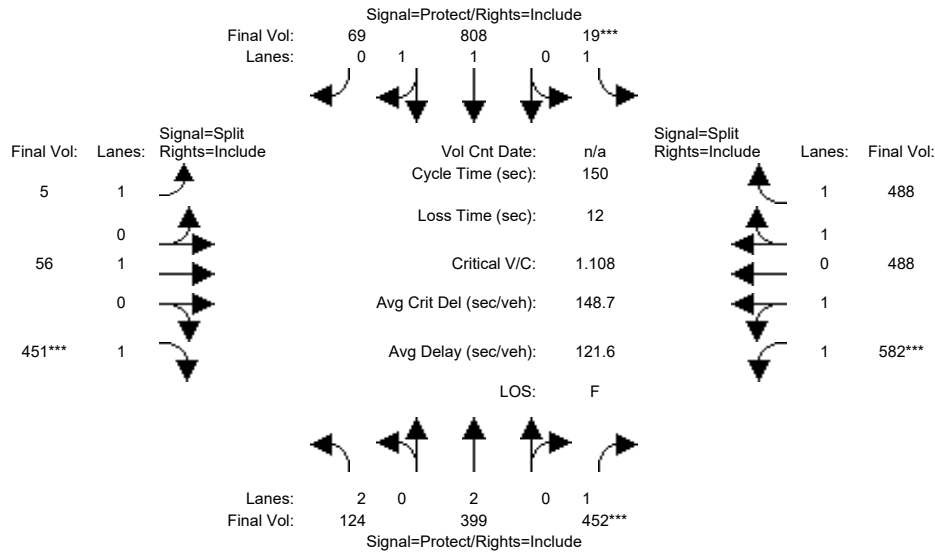 Signal=Protect/Rights=Include
Final Vol: 69 808 19***
Lanes: 0 1 1 0 1
Signal=Split Signal=Split
Final Vol: Lanes: Rights=Include Vol Cnt Date: n/a Rights=Include Lanes: Final Vol:
Cycle Time (sec): 150
5 1 1 488
Loss Time (sec): 12
0 1
56 1 Critical V/C: 1.108 0 488
0 Avg Crit Del (sec/veh): 148.7 1
451*** 1 Avg Delay (sec/veh): 121.6 1 582***
LOS: F
Lanes: 2 0 2 0 1
Final Vol: 124 399 452***
Signal=Protect/Rights=Include